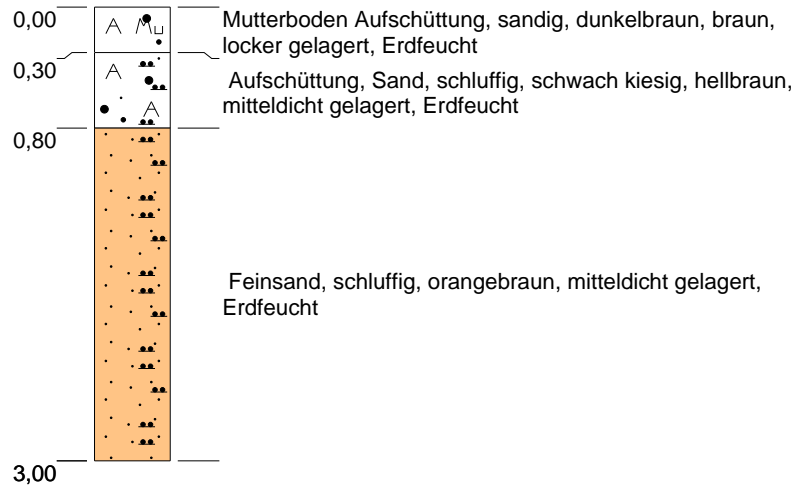 0,00
Mutterboden Aufschüttung, sandig, dunkelbraun, braun,
locker gelagert, Erdfeucht
0,30
Aufschüttung, Sand, schluffig, schwach kiesig, hellbraun,
mitteldicht gelagert, Erdfeucht
0,80
Feinsand, schluffig, orangebraun, mitteldicht gelagert,
Erdfeucht
3,00